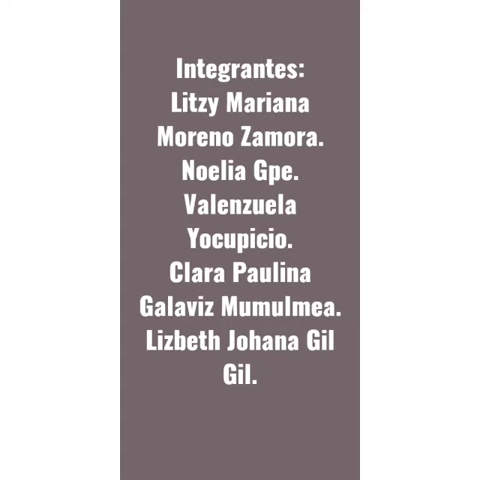 Integrantes:
Litzy Mariana
Moreno Zamora.
Noelia Gpe.
Valenzuela
Yocupicio.
Clara Paulina
Galaviz Mumulmea.
Lizbeth Johana Gil
Gil.